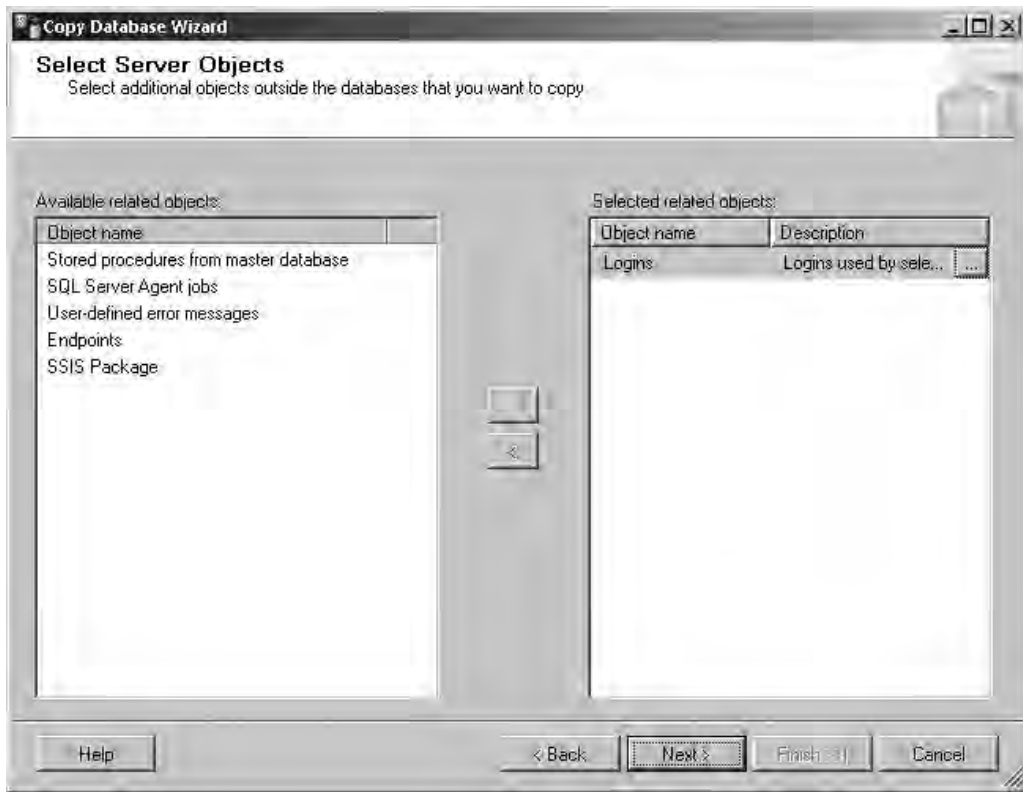 Copy Database Wizard
Select Server Objects
Select additional objects outside the databases that you want to copy
Available related objects:
Object name
Stored procedures from master database
SQL Server Agent jobs
User-defined error messages
Endpoints
SSIS Package
<
Selected related objects:
Object name Description
Logins Logins used by sele... ...
Help
< Back
Next >
Finish
Cancel